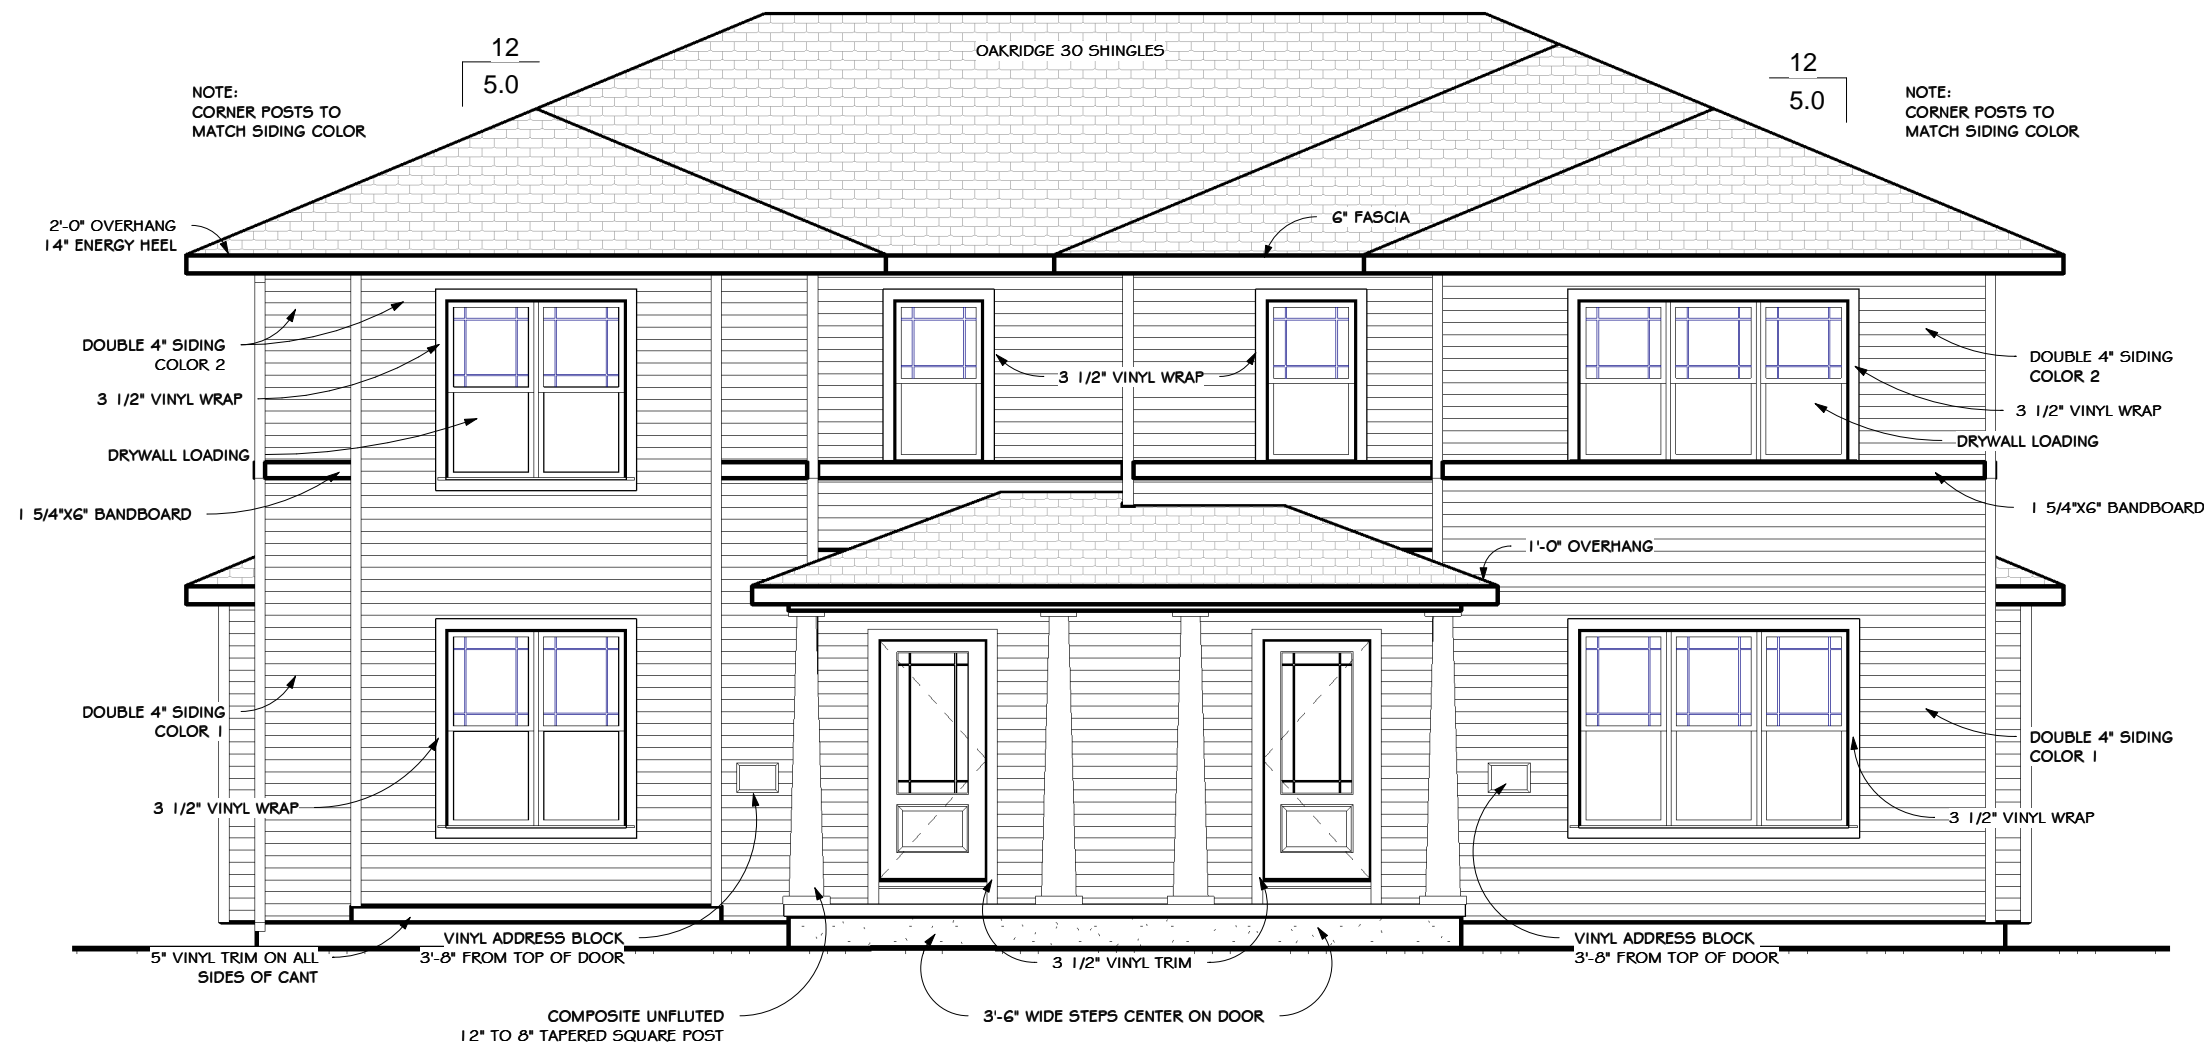 OAKRIDGE 30 SHINGLES
12
5.0
12
5.0
NOTE:
CORNER POSTS TO
MATCH SIDING COLOR
NOTE:
CORNER POSTS TO
MATCH SIDING COLOR
2'-0" OVERHANG
14" ENERGY HEEL
6" FASCIA
DOUBLE 4" SIDING
COLOR 2
3 1/2" VINYL WRAP
DOUBLE 4" SIDING
COLOR 2
3 1/2" VINYL WRAP
3 1/2" VINYL WRAP
DRYWALL LOADING
DRYWALL LOADING
1 5/4"X6" BANDBOARD
1 5/4"X6" BANDBOARD
1'-0" OVERHANG
DOUBLE 4" SIDING
COLOR 1
DOUBLE 4" SIDING
COLOR 1
3 1/2" VINYL WRAP
3 1/2" VINYL WRAP
5" VINYL TRIM ON ALL
SIDES OF CANT
VINYL ADDRESS BLOCK
3'-8" FROM TOP OF DOOR
3 1/2" VINYL TRIM
VINYL ADDRESS BLOCK
3'-8" FROM TOP OF DOOR
COMPOSITE UNFLUTED
12" TO 8" TAPERED SQUARE POST
3'-6" WIDE STEPS CENTER ON DOOR